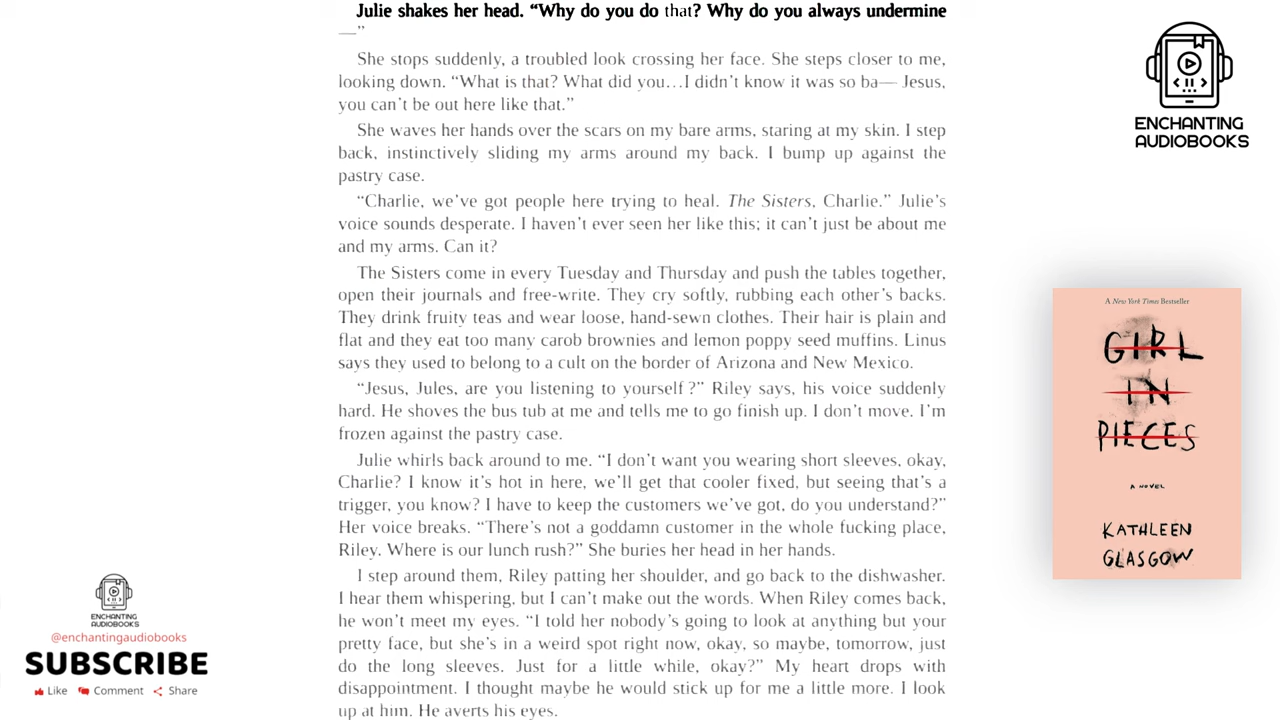 Julie shakes her head. “Why do you do that? Why do you always undermine
—”
She stops suddenly, a troubled look crossing her face. She steps closer to me,
looking down. “What is that? What did you…I didn’t know it was so ba— Jesus,
you can’t be out here like that.”
She waves her hands over the scars on my bare arms, staring at my skin. I step
back, instinctively sliding my arms around my back. I bump up against the
pastry case.
“Charlie, we’ve got people here trying to heal. The Sisters, Charlie.” Julie’s
voice sounds desperate. I haven’t ever seen her like this; it can’t just be about me
and my arms. Can it?
The Sisters come in every Tuesday and Thursday and push the tables together,
open their journals and free-write. They cry softly, rubbing each other’s backs.
They drink fruity teas and wear loose, hand-sewn clothes. Their hair is plain and
flat and they eat too many carob brownies and lemon poppy seed muffins. Linus
says they used to belong to a cult on the border of Arizona and New Mexico.
“Jesus, Jules, are you listening to yourself ?” Riley says, his voice suddenly
hard. He shoves the bus tub at me and tells me to go finish up. I don’t move. I’m
frozen against the pastry case.
Julie whirls back around to me. “I don’t want you wearing short sleeves, okay,
Charlie? I know it’s hot in here, we’ll get that cooler fixed, but seeing that’s a
trigger, you know? I have to keep the customers we’ve got, do you understand?”
Her voice breaks. “There’s not a goddamn customer in the whole fucking place,
Riley. Where is our lunch rush?” She buries her head in her hands.
I step around them, Riley patting her shoulder, and go back to the dishwasher.
I hear them whispering, but I can’t make out the words. When Riley comes back,
he won’t meet my eyes. “I told her nobody’s going to look at anything but your
pretty face, but she’s in a weird spot right now, okay, so maybe, tomorrow, just
do the long sleeves. Just for a little while, okay?” My heart drops with
disappointment. I thought maybe he would stick up for me a little more. I look
up at him. He averts his eyes.
ENCHANTING
AUDIOBOOKS
A New York Times Bestseller
GIRL
IN
PIECES
A NOVEL
KATHLEEN
GLASGOW
ENCHANTING
AUDIOBOOKS
@enchantingaudiobooks
SUBSCRIBE
Like Comment Share